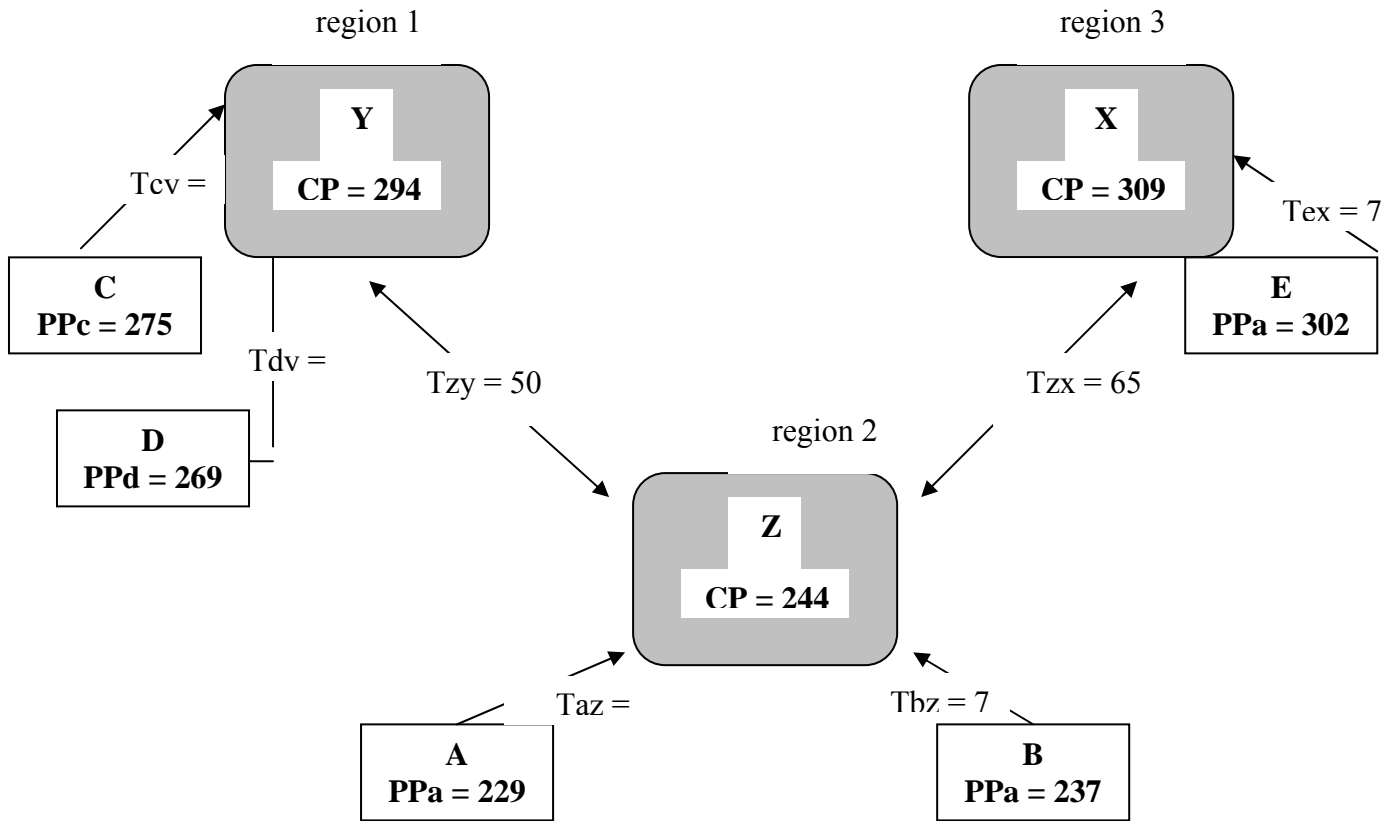 region 1
region 3
Y
CP = 294
X
CP = 309
Tcv =
Tex = 7
C
PPc = 275
E
PPa = 302
Tdv =
Tzy = 50
Tzx = 65
D
PPd = 269
region 2
Z
CP = 244
Taz =
Tbz = 7
A
PPa = 229
B
PPa = 237